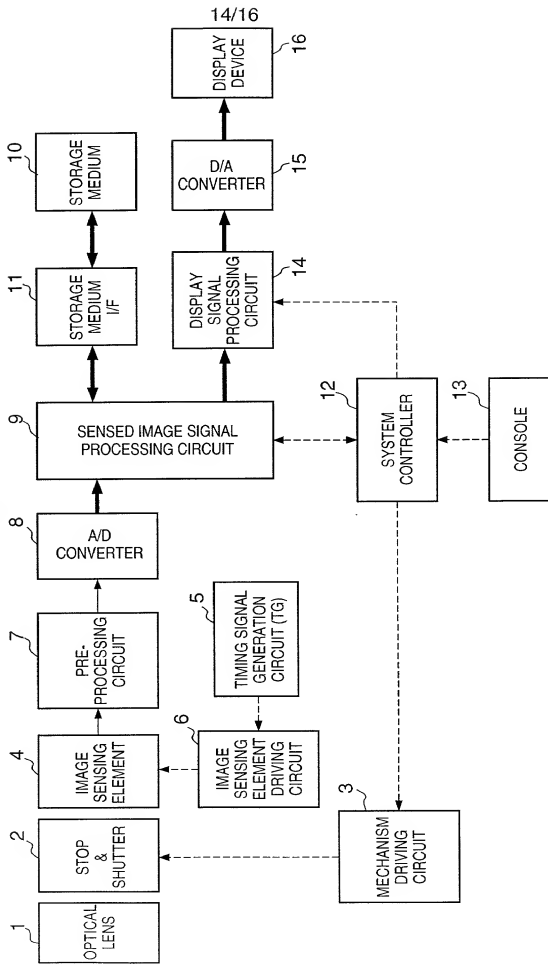 14/16
1
OPTICAL
LENS
2
STOP
&
SHUTTER
4
IMAGE
SENSING
ELEMENT
7
PRE-
PROCESSING
CIRCUIT
8
A/D
CONVERTER
9
SENSED IMAGE SIGNAL
PROCESSING CIRCUIT
11
STORAGE
MEDIUM
I/F
10
STORAGE
MEDIUM
DISPLAY
SIGNAL
PROCESSING
CIRCUIT
14
D/A
CONVERTER
15
DISPLAY
DEVICE
16
6
IMAGE
SENSING
ELEMENT
DRIVING
CIRCUIT
5
TIMING SIGNAL
GENERATION
CIRCUIT (TG)
3
MECHANISM
DRIVING
CIRCUIT
12
SYSTEM
CONTROLLER
13
CONSOLE